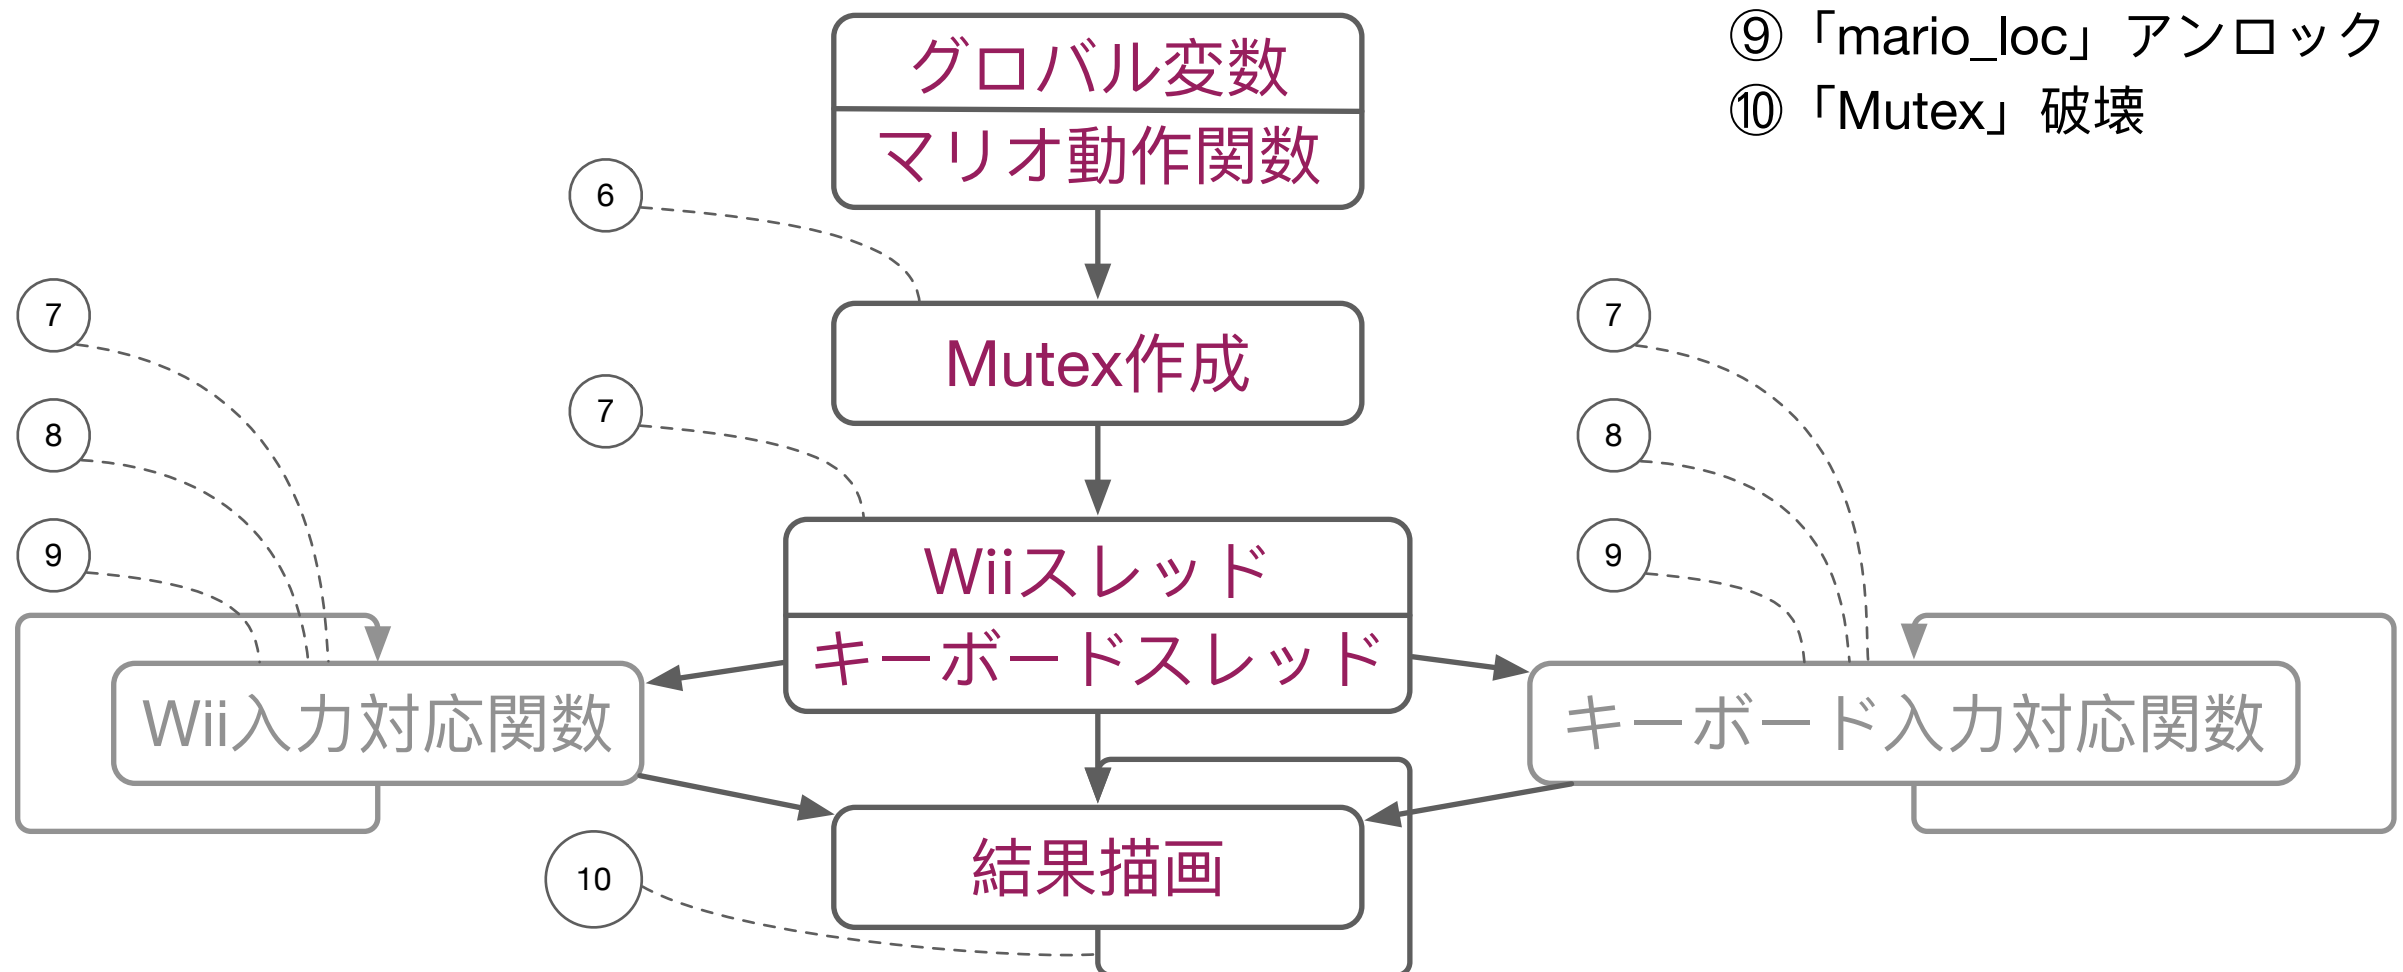 ⑨「mario_loc」アンロック
⑩「Mutex」破壊
グロバル変数
マリオ動作関数
6
7
Mutex作成
7
7
8
8
9
Wiiスレッド
9
キーボードスレッド
Wii入力対応関数
キーボード入力対応関数
結果描画
10